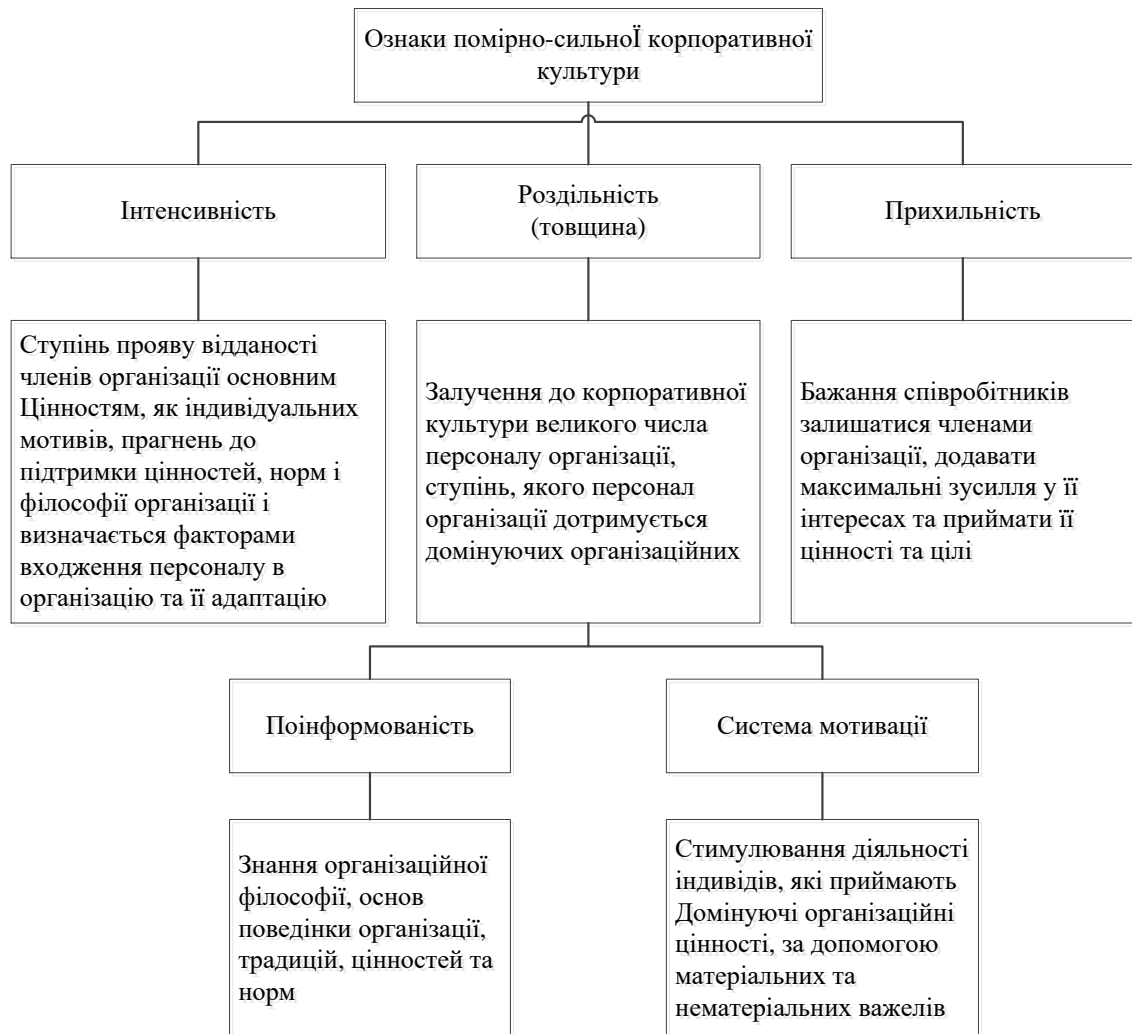 Ознаки помірно-сильноЇ корпоративної
культури
Інтенсивність
Роздільність
(товщина)
Прихильність
Ступінь прояву відданості
членів організації основним
Цінностям, як індивідуальних
мотивів, прагнень до
підтримки цінностей, норм і
філософії організації і
визначається факторами
входження персоналу в
організацію та її адаптацію
Залучення до корпоративної
культури великого числа
персоналу організації,
ступінь, якого персонал
організації дотримується
домінуючих організаційних
Бажання співробітників
залишатися членами
організації, додавати
максимальні зусилля у її
інтересах та приймати її
цінності та цілі
Поінформованість
Система мотивації
Знання організаційної
філософії, основ
поведінки організації,
традицій, цінностей та
норм
Стимулювання діяльності
індивідів, які приймають
Домінуючі організаційні
цінності, за допомогою
матеріальних та
нематеріальних важелів